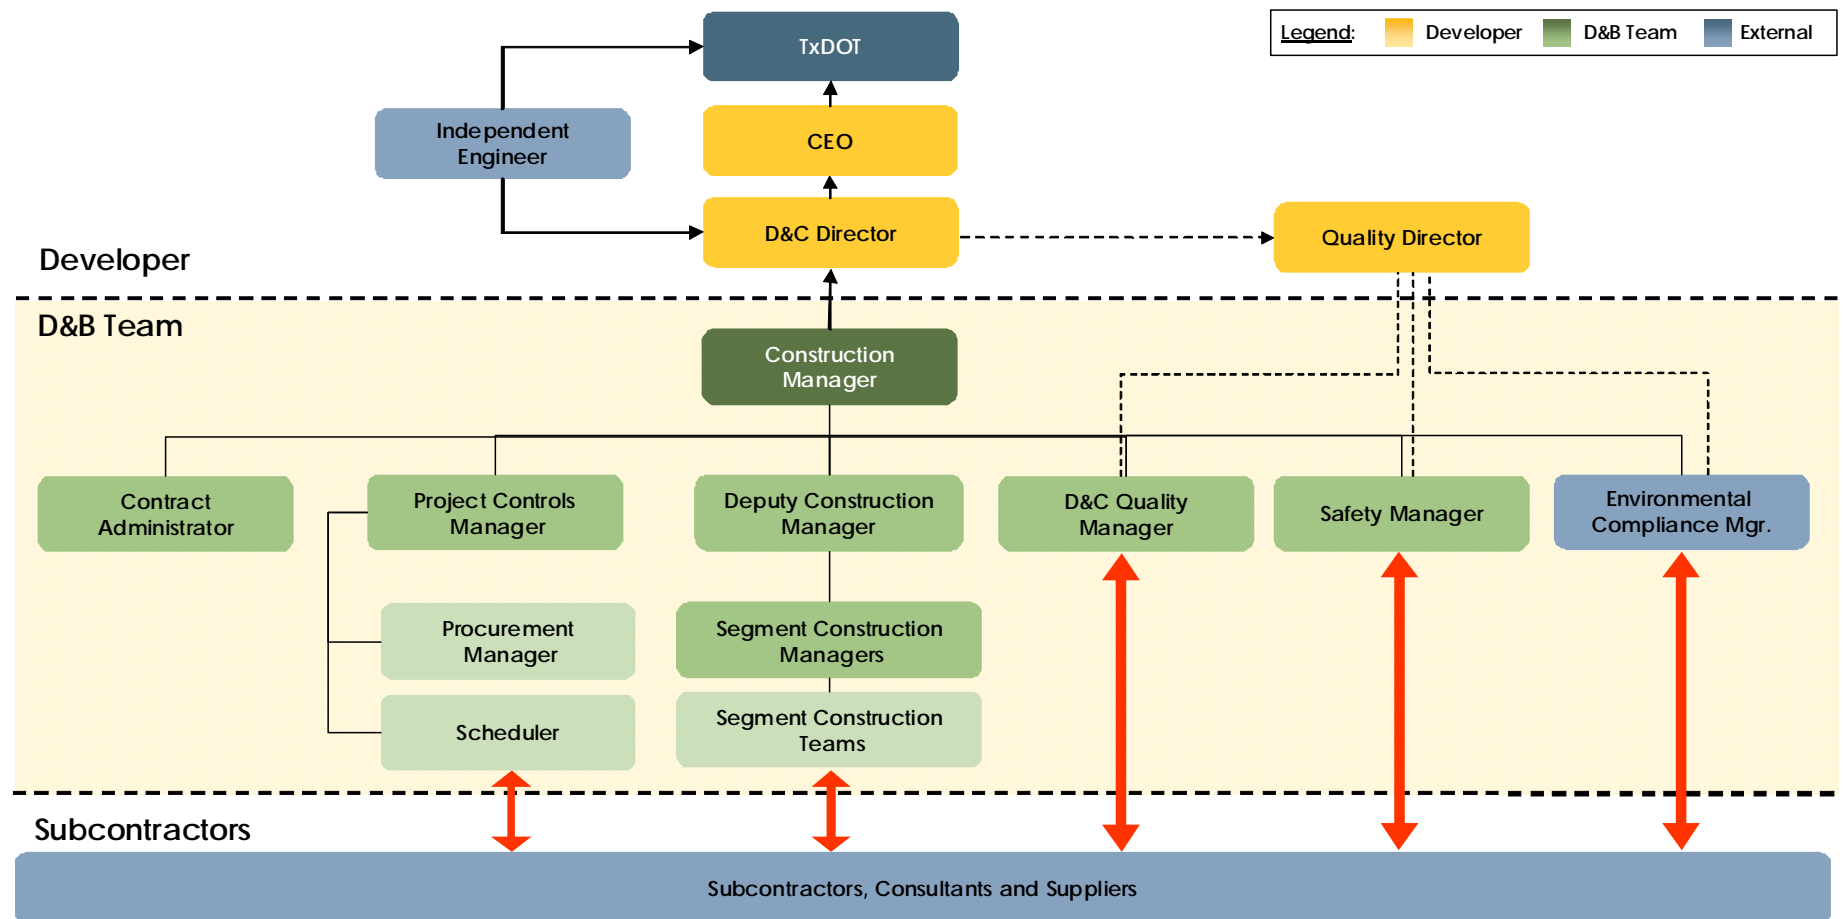 TxDOT
Legend: Developer D&B Team External
Independent
Engineer
CEO
D&C Director
Quality Director
Developer
D&B Team
Construction
Manager
Contract
Administrator
Project Controls
Manager
Deputy Construction
Manager
D&C Quality
Manager
Safety Manager
Environmental
Compliance Mgr.
Procurement
Manager
Segment Construction
Managers
Scheduler
Segment Construction
Teams
Subcontractors
Subcontractors, Consultants and Suppliers